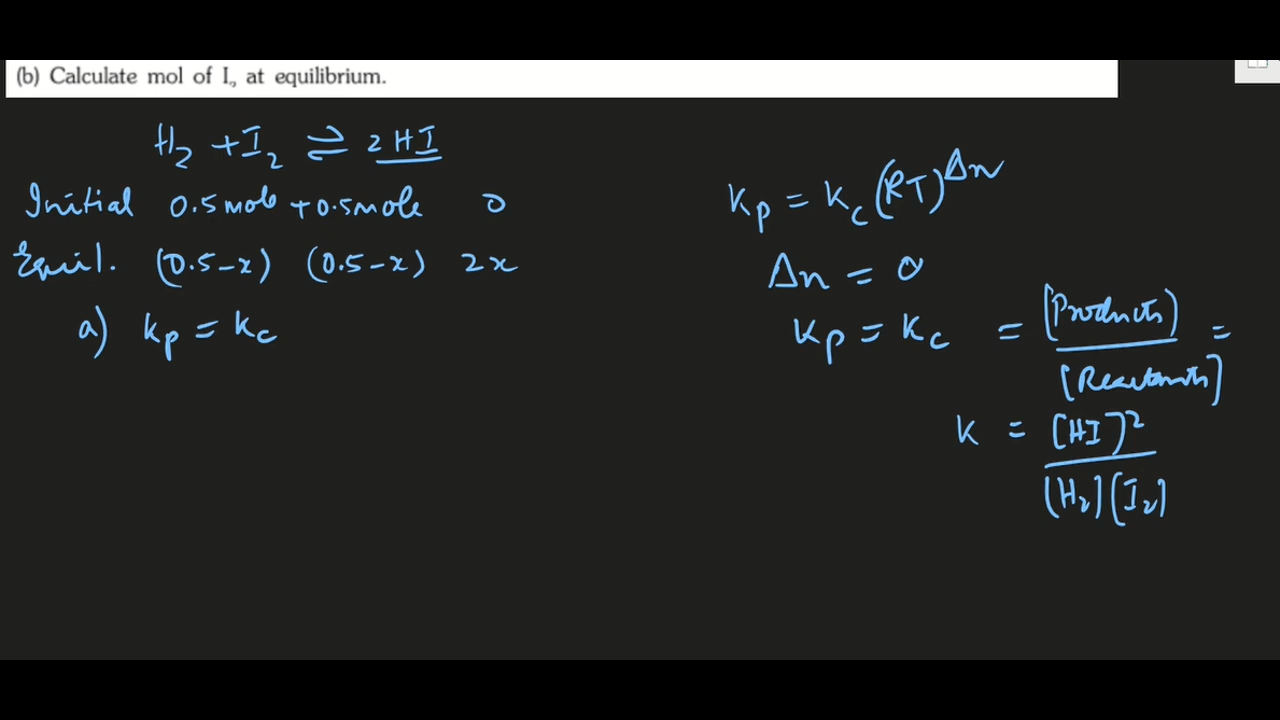 (b) Calculate mol of I₂ at equilibrium.
H₂ + I₂ ⇌ 2HI
Initial 0.5 mole + 0.5 mole 0
Equil. (0.5-x) (0.5-x) 2x
a) Kp = Kc
Kp = Kc (RT)^Δn
Δn = 0
Kp = Kc = [Products] / [Reactants] =
K = [HI]² / [H₂][I₂]